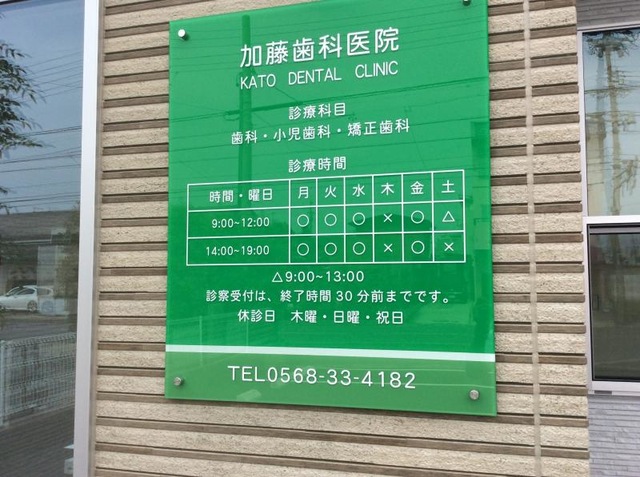 加藤歯科医院
KATO DENTAL CLINIC
診療科目
歯科・小児歯科・矯正歯科
診療時間
時間・曜日 月 火 水 木 金 土
9:00~12:00 ○ ○ ○ × ○ △
14:00~19:00 ○ ○ ○ × ○ ×
△9:00~13:00
診察受付は、終了時間30分前までです。
休診日 木曜・日曜・祝日
TEL0568-33-4182